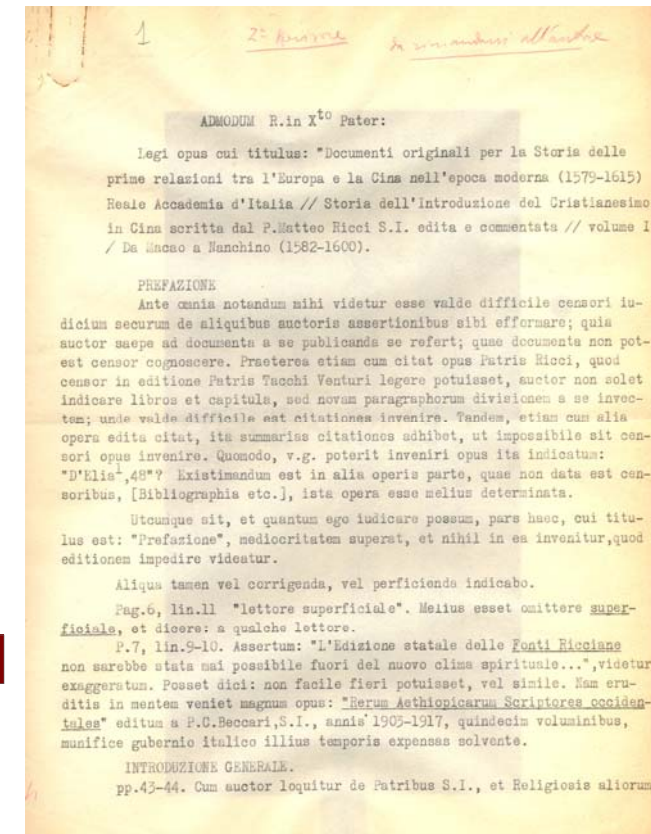 1 2º Revisore da rimandarsi all'autore
ADMODUM R.in X^to Pater:
Legi opus cui titulus: "Documenti originali per la Storia delle
prime relazioni tra l'Europa e la Cina nell'epoca moderna (1579-1615)
Reale Accademia d'Italia // Storia dell'introduzione del Cristianesimo
in Cina scritta dal P.Matteo Ricci S.I. edita e commentata // volume I
/ Da Macao a Nanchino (1582-1600).
PREFAZIONE
Ante omnia notandum mihi videtur esse valde difficile censori iu-
dicium securum de aliquibus auctoris assertionibus sibi efformare; quia
auctor saepe ad documenta a se publicanda se refert; quae documenta non pot-
est censor cognoscere. Praeterea etiam cum citat opus Patris Ricci, quod
censor in editione Patris Tacchi Venturi legere potuisset, auctor non solet
indicare libros et capitula, sed novam paragraphorum divisionem a se invec-
tam; unde valde difficile est citationes invenire. Tandem, etiam cum alia
opera edita citat, ita summarias citationes adhibet, ut impossibile sit cen-
sori opus invenire. Quomodo, v.g. poterit inveniri opus ita indicatum:
"D'Elia¹,48"? Existimandum est in alia operis parte, quae non data est cen-
soribus, [Bibliographia etc.], ista opera esse melius determinata.
Utcumque sit, et quantum ego iudicare possum, pars haec, cui titu-
lus est: "Prefazione", mediocritatem superat, et nihil in ea invenitur,quod
editionem impedire videatur.
Aliqua tamen vel corrigenda, vel perficienda indicabo.
Pag.6, lin.11 "lettore superficiale". Melius esset omittere super-
ficiale, et dicere: a qualche lettore.
P.7, lin.9-10. Assertum: "L'Edizione statale delle Fonti Ricciane
non sarebbe stata mai possibile fuori del nuovo clima spirituale...",videtur
exaggeratum. Posset dici: non facile fieri potuisset, vel simile. Nam eru-
ditis in mentem veniet magnum opus: "Rerum Aethiopicarum Scriptores occiden-
tales" editum a P.C.Beccari,S.I., annis 1903-1917, quindecim voluminibus,
munifice gubernio italico illius temporis expensas solvente.
INTRODUZIONE GENERALE.
pp.43-44. Cum auctor loquitur de Patribus S.I., et Religiosis aliorum